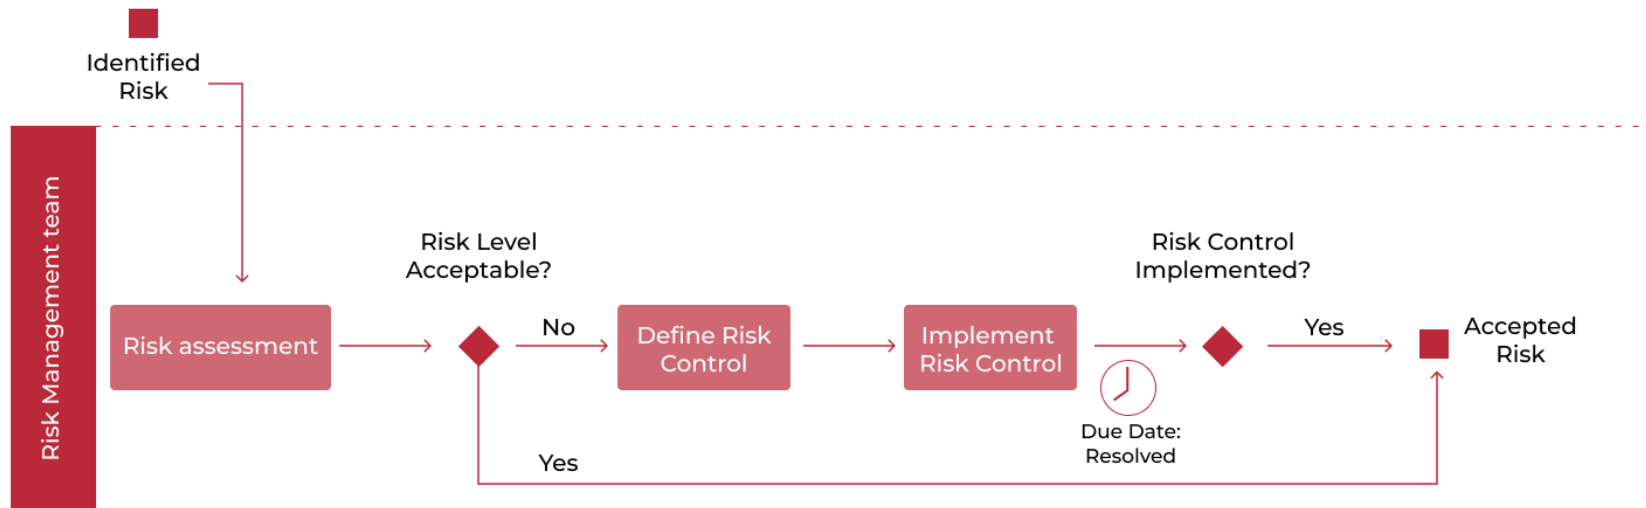 Identified
Risk
Risk Management team
Risk Level
Acceptable?
Risk Control
Implemented?
Risk assessment
No
Define Risk
Control
Implement
Risk Control
Yes
Accepted
Risk
Due Date:
Resolved
Yes